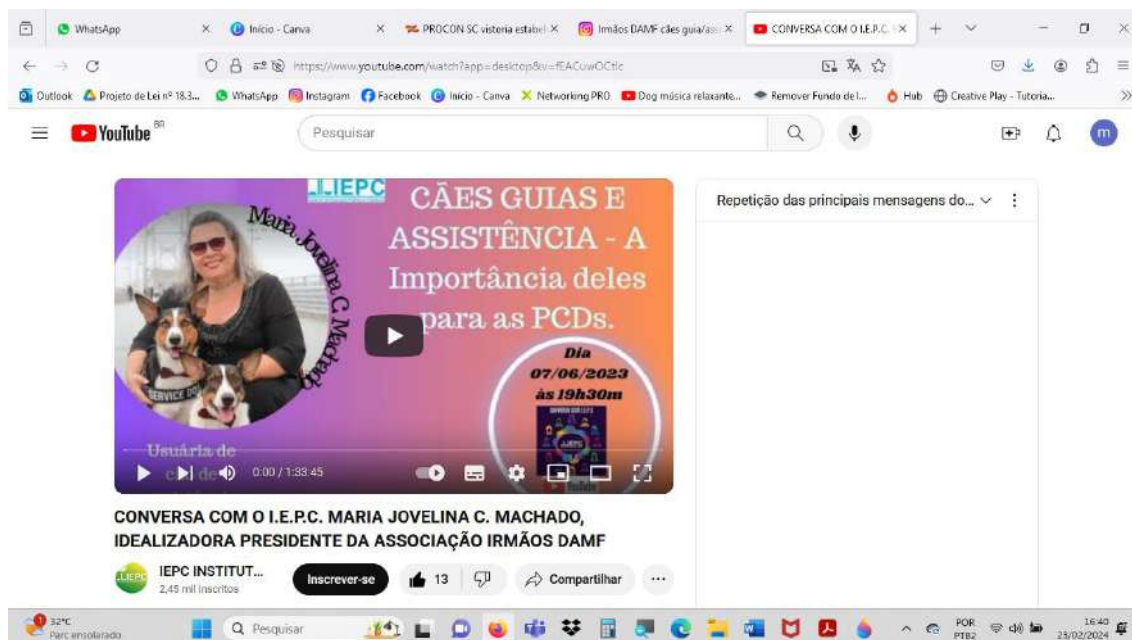 WhatsApp
Início - Canva
PROCON SC vistoria estabel
Irmãos DAMF cães guia/ass
CONVERSA COM O I.E.P.C.
https://www.youtube.com/watch?app=desktop&v=fEACuwOCtlc
Outlook
Projeto de Lei nº 18.3...
WhatsApp
Instagram
Facebook
Início - Canva
Networking PRO
Dog música relaxante...
Remover Fundo de I...
Hub
Creative Play - Tutoria...
YouTube BR
Pesquisar
m
IEPC
Maria Jovelina C. Machado
CÃES GUIAS E
ASSISTÊNCIA - A
Importância deles
para as PCDs.
Dia
07/06/2023
às 19h30m
SERVICE DOG
Usuária de
0:00 / 1:33:45
Repetição das principais mensagens do...
CONVERSA COM O I.E.P.C. MARIA JOVELINA C. MACHADO,
IDEALIZADORA PRESIDENTE DA ASSOCIAÇÃO IRMÃOS DAMF
IEPC INSTITUT...
2,45 mil inscritos
Inscrever-se
13
Compartilhar
32°C
Parc ensolarado
Pesquisar
POR
PTB2
16:40
23/02/2024